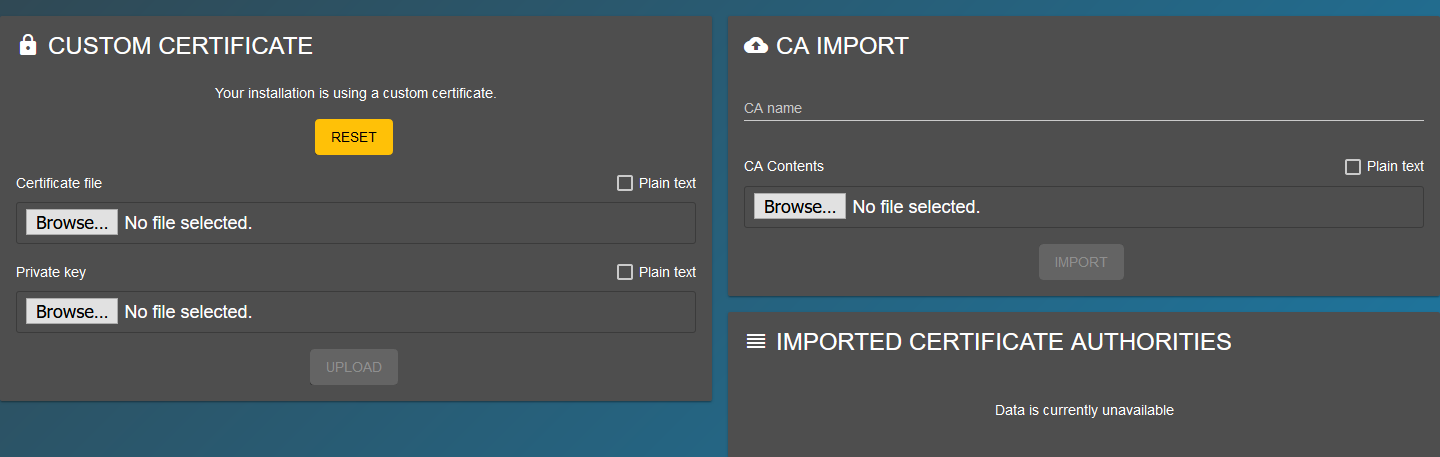 CUSTOM CERTIFICATE
Your installation is using a custom certificate.
RESET
Certificate file
Plain text
Browse... No file selected.
Private key
Plain text
Browse... No file selected.
UPLOAD
CA IMPORT
CA name
CA Contents
Plain text
Browse... No file selected.
IMPORT
IMPORTED CERTIFICATE AUTHORITIES
Data is currently unavailable